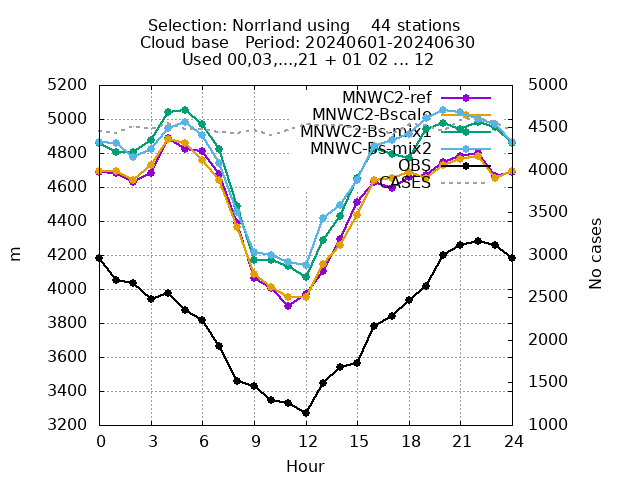 Selection: Norrland using    44 stations
Cloud base   Period: 20240601-20240630
Used 00,03,...,21 + 01 02 ... 12
5200 5000
MNWC2-ref
5000 4500
MNWC2-Bscale
MNWC2-Bs-mix1
4800 4000
MNWC-Bs-mix2
OBS
4600 3500
CASES
4400 3000
m
4200 2500
No cases
4000 2000
3800 1500
3600 1000
3400
3200
0 3 6 9 12 15 18 21 24
Hour